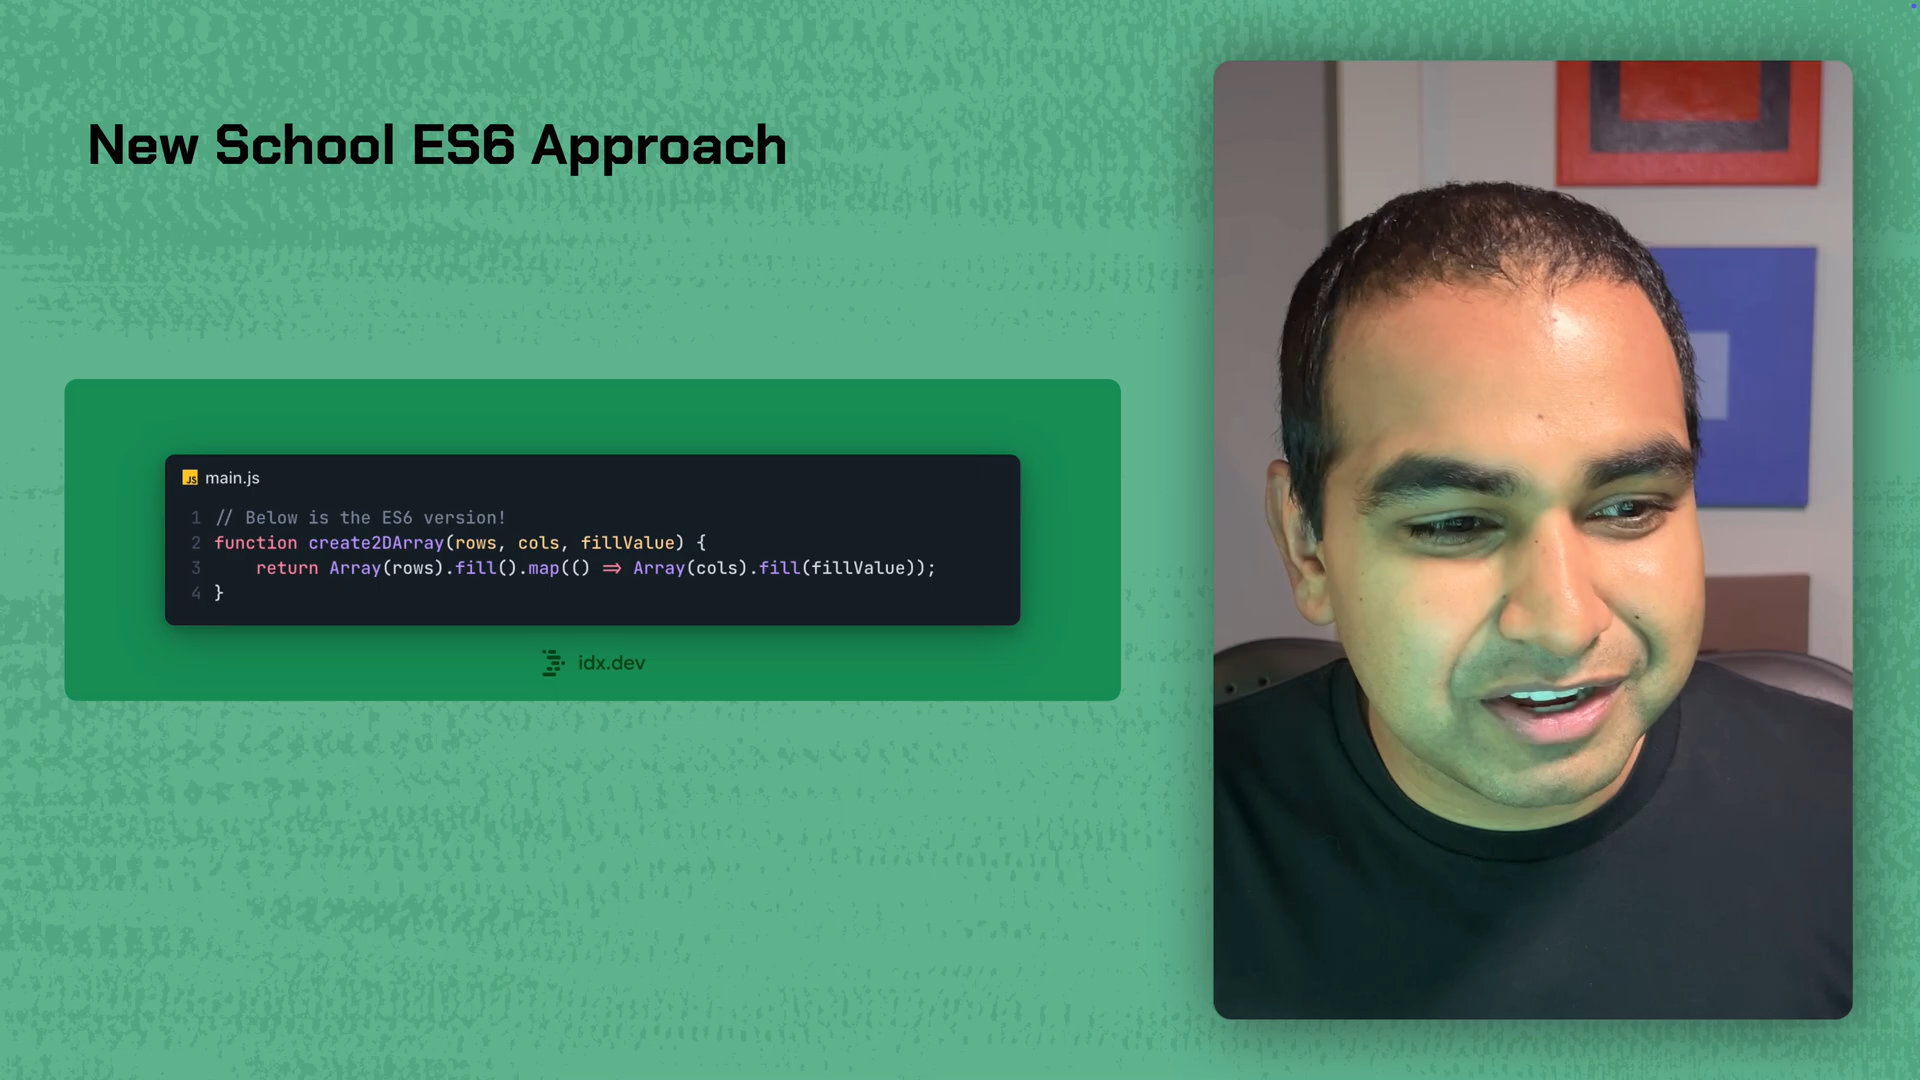 New School ES6 Approach
JS main.js
1 // Below is the ES6 version!
2 function create2DArray(rows, cols, fillValue) {
3     return Array(rows).fill().map(() => Array(cols).fill(fillValue));
4 }
idx.dev